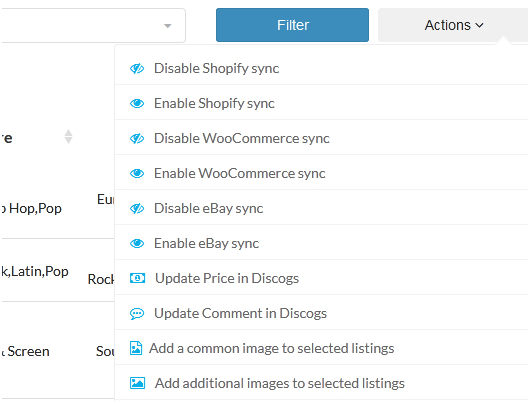 Filter
Actions
Disable Shopify sync
Enable Shopify sync
Disable WooCommerce sync
Enable WooCommerce sync
Disable eBay sync
Enable eBay sync
Update Price in Discogs
Update Comment in Discogs
Add a common image to selected listings
Add additional images to selected listings
re
Hop,Pop
k,Latin,Pop
Rock
& Screen
Sou